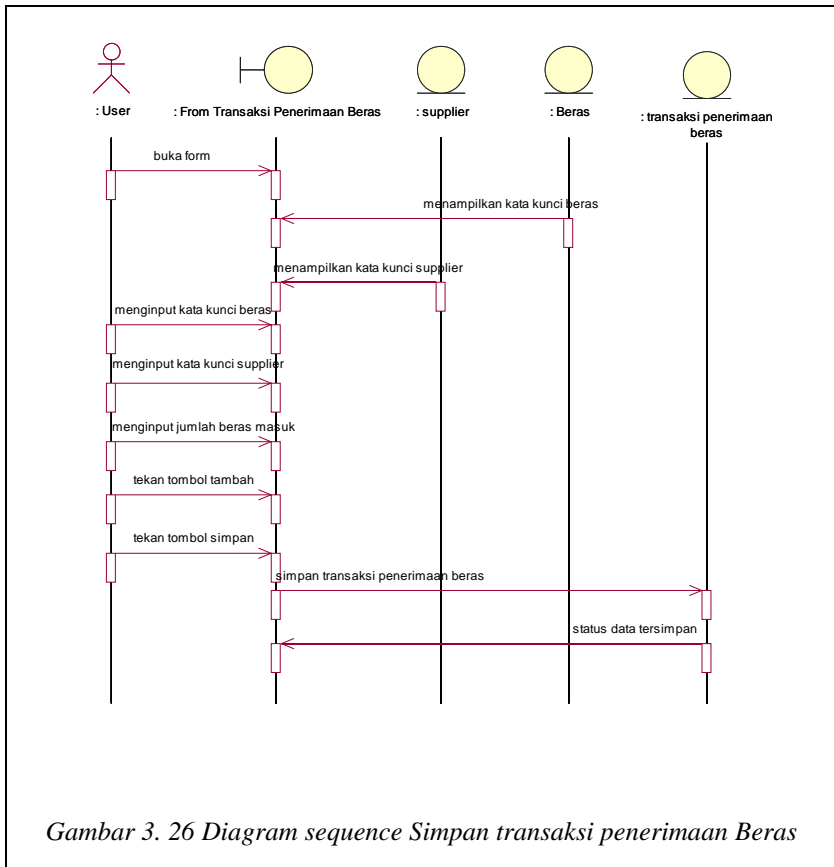 : User
: From Transaksi Penerimaan Beras
: supplier
: Beras
: transaksi penerimaan
beras
buka form
menampilkan kata kunci beras
menampilkan kata kunci supplier
menginput kata kunci beras
menginput kata kunci supplier
menginput jumlah beras masuk
tekan tombol tambah
tekan tombol simpan
simpan transaksi penerimaan beras
status data tersimpan
Gambar 3. 26 Diagram sequence Simpan transaksi penerimaan Beras